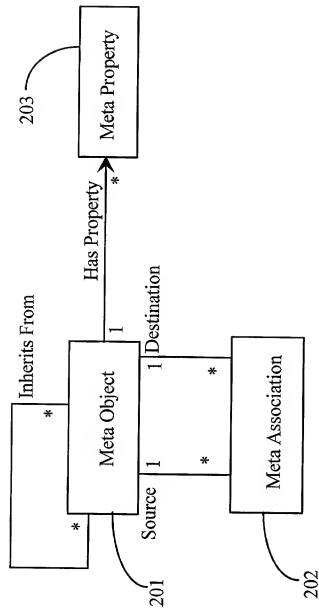 203
Meta Property
Has Property
*
1
Inherits From
*
Meta Object
*
201
Source
1
Destination
1
*
*
Meta Association
202